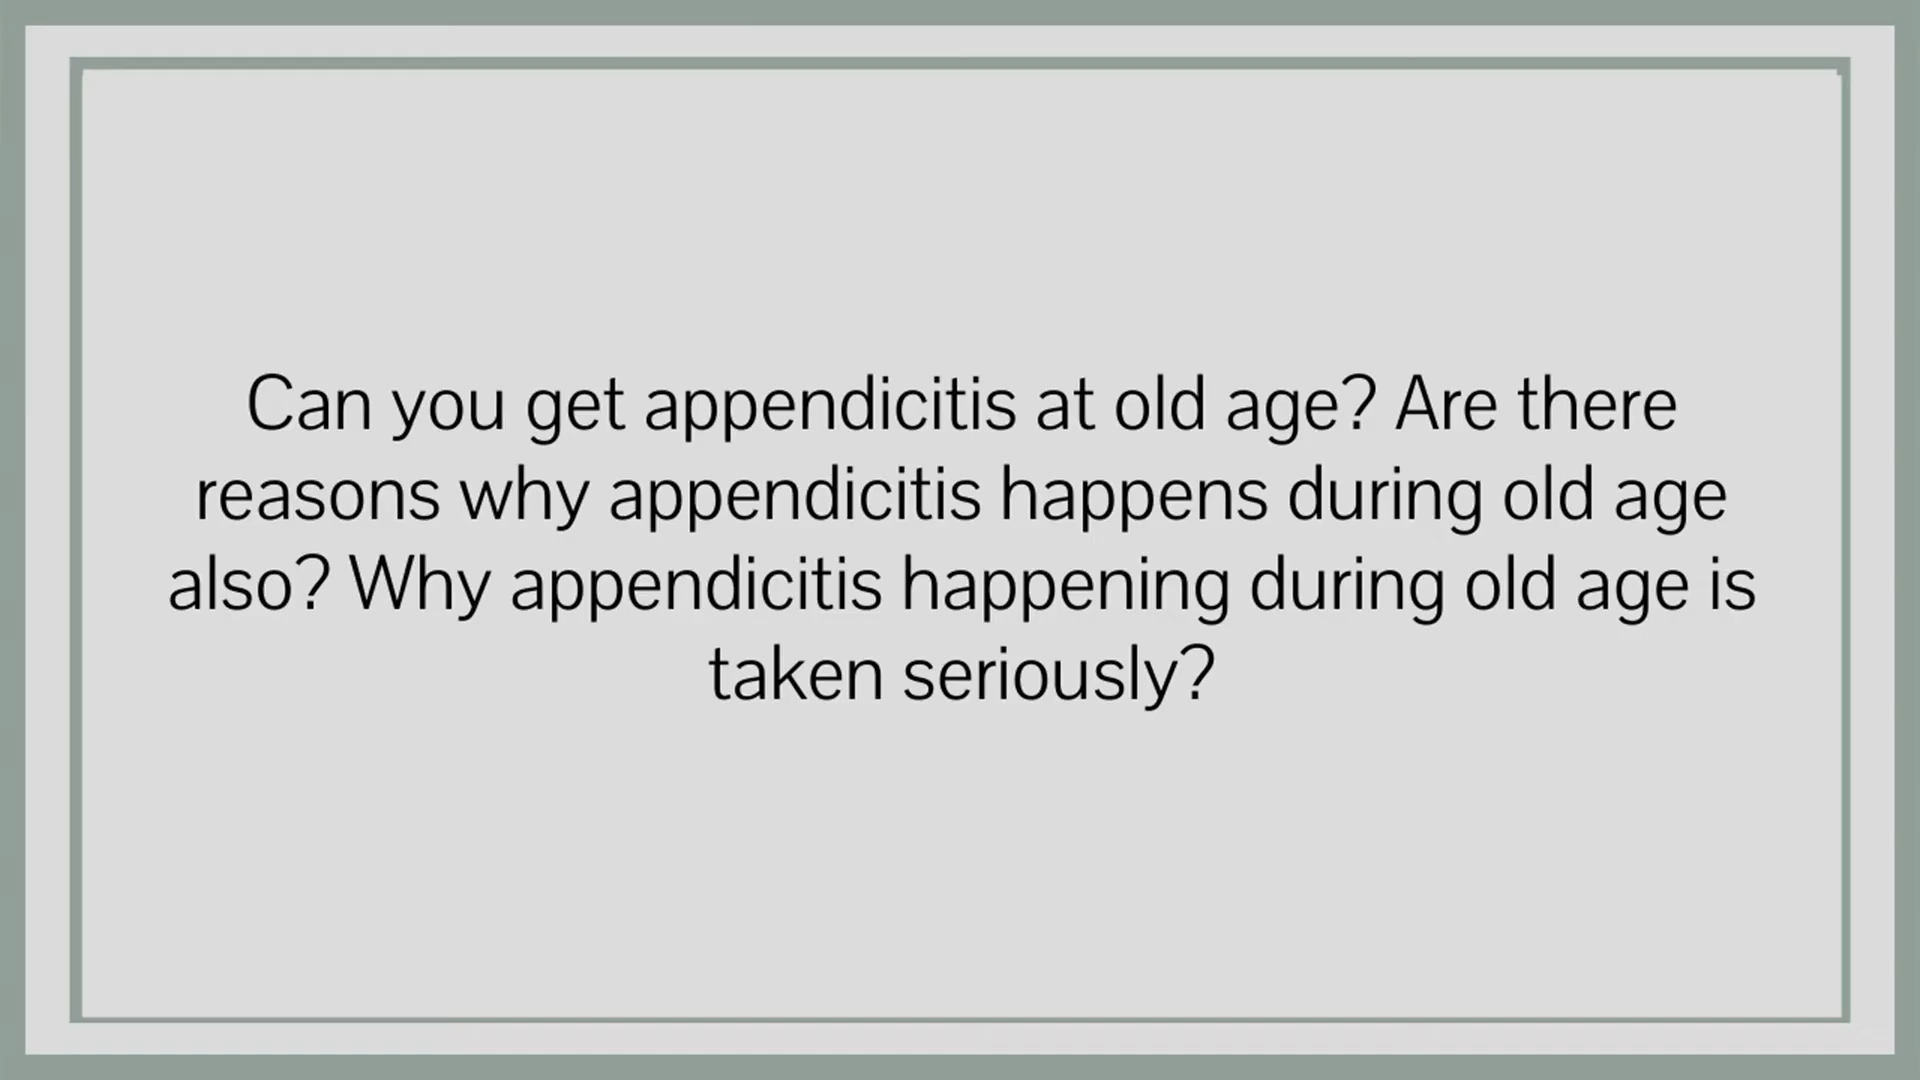 Can you get appendicitis at old age? Are there
reasons why appendicitis happens during old age
also? Why appendicitis happening during old age is
taken seriously?